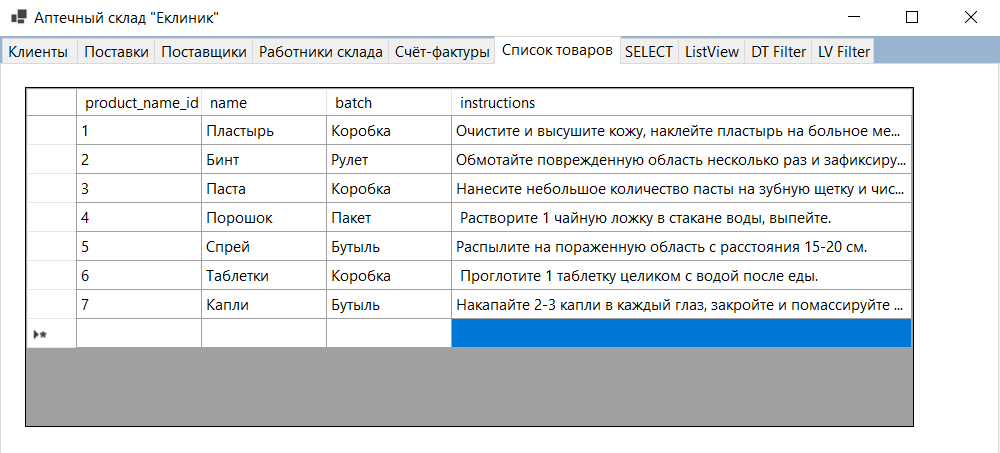 Аптечный склад "Еклиник"
Клиенты Поставки Поставщики Работники склада Счёт-фактуры Список товаров SELECT ListView DT Filter LV Filter
product_name_id name batch instructions
1 Пластырь Коробка Очистите и высушите кожу, наклейте пластырь на больное ме...
2 Бинт Рулет Обмотайте поврежденную область несколько раз и зафиксиру...
3 Паста Коробка Нанесите небольшое количество пасты на зубную щетку и чис...
4 Порошок Пакет Растворите 1 чайную ложку в стакане воды, выпейте.
5 Спрей Бутыль Распылите на пораженную область с расстояния 15-20 см.
6 Таблетки Коробка Проглотите 1 таблетку целиком с водой после еды.
7 Капли Бутыль Накапайте 2-3 капли в каждый глаз, закройте и помассируйте ...